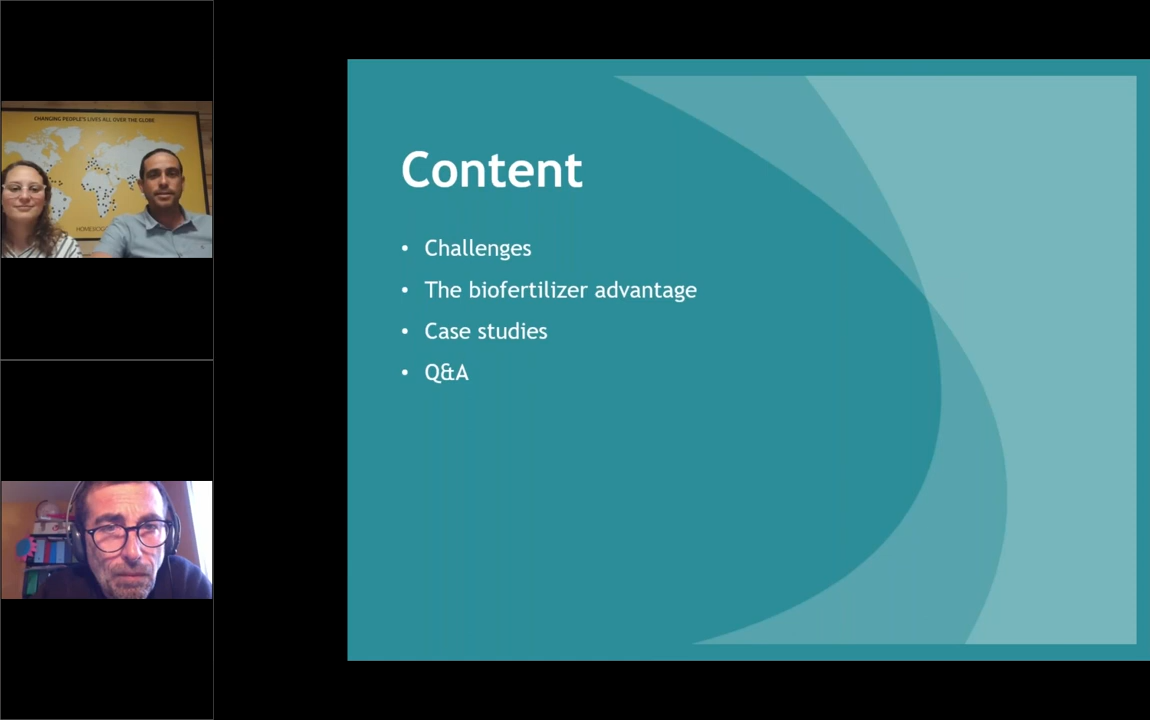 CHANGING PEOPLE'S LIVES ALL OVER THE GLOBE
Content
• Challenges
• The biofertilizer advantage
• Case studies
• Q&A